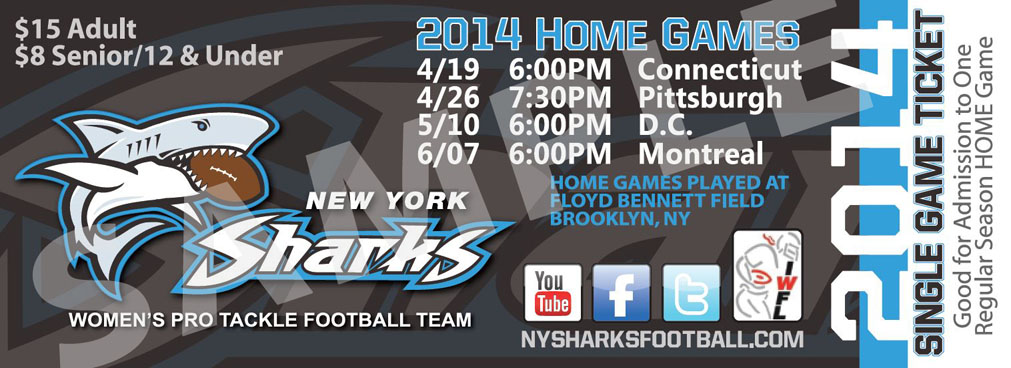 $15 Adult
$8 Senior/12 & Under
2014 HOME GAMES
4/19 6:00PM Connecticut
4/26 7:30PM Pittsburgh
5/10 6:00PM D.C.
6/07 6:00PM Montreal
HOME GAMES PLAYED AT
FLOYD BENNETT FIELD
BROOKLYN, NY
NEW YORK
Sharks
WOMEN'S PRO TACKLE FOOTBALL TEAM
You
Tube
f
t
IWFL
NYSHARKSFOOTBALL.COM
SAMPLE
2014
SINGLE GAME TICKET
Good for Admission to One
Regular Season HOME Game